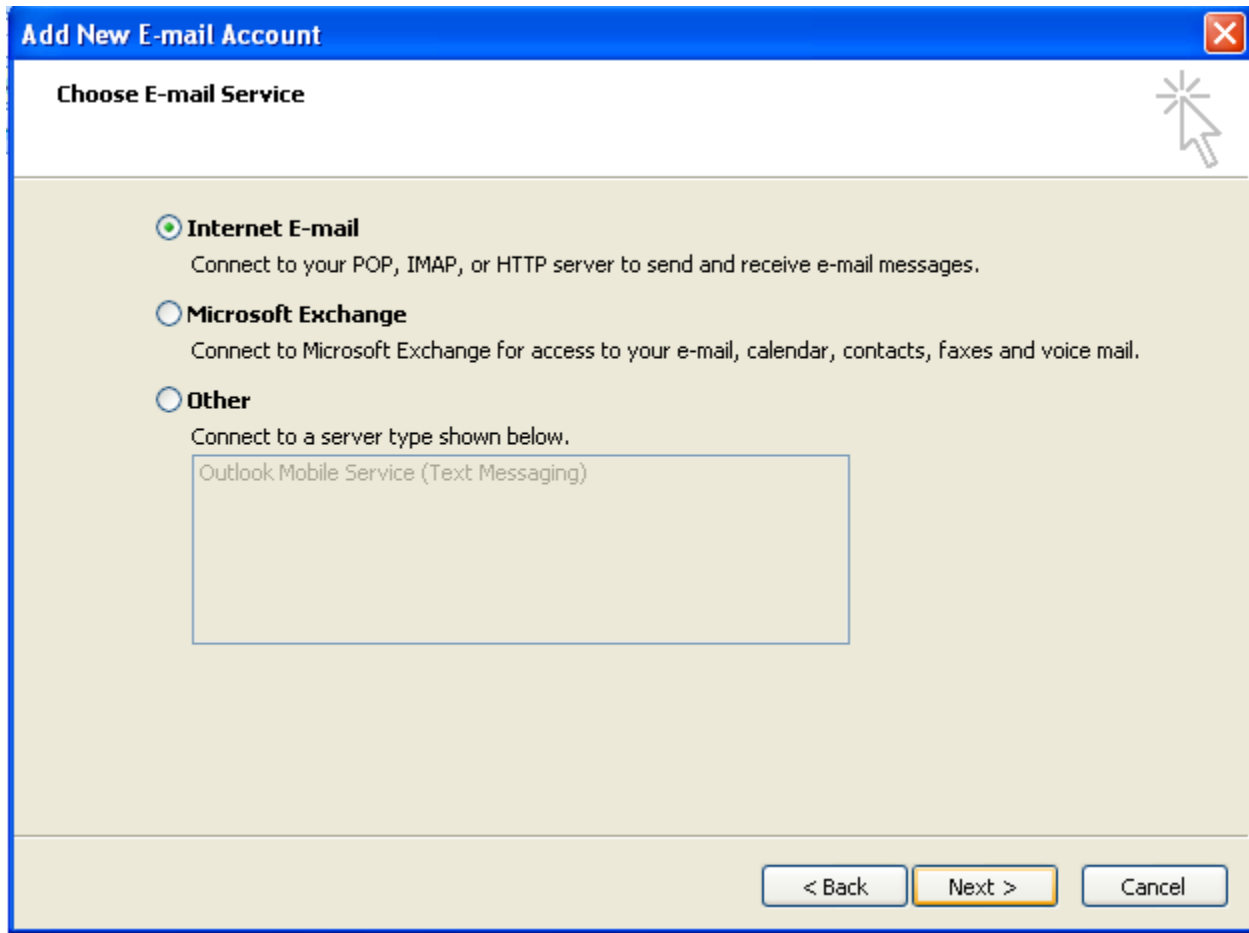 Add New E-mail Account
Choose E-mail Service
Internet E-mail
Connect to your POP, IMAP, or HTTP server to send and receive e-mail messages.
Microsoft Exchange
Connect to Microsoft Exchange for access to your e-mail, calendar, contacts, faxes and voice mail.
Other
Connect to a server type shown below.
Outlook Mobile Service (Text Messaging)
< Back
Next >
Cancel